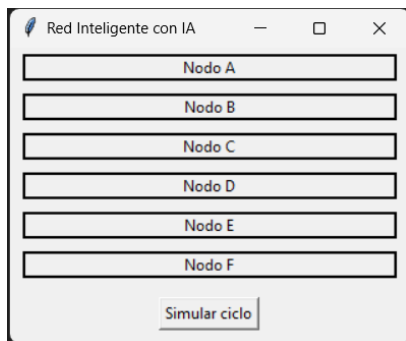 Red Inteligente con IA
Nodo A
Nodo B
Nodo C
Nodo D
Nodo E
Nodo F
Simular ciclo